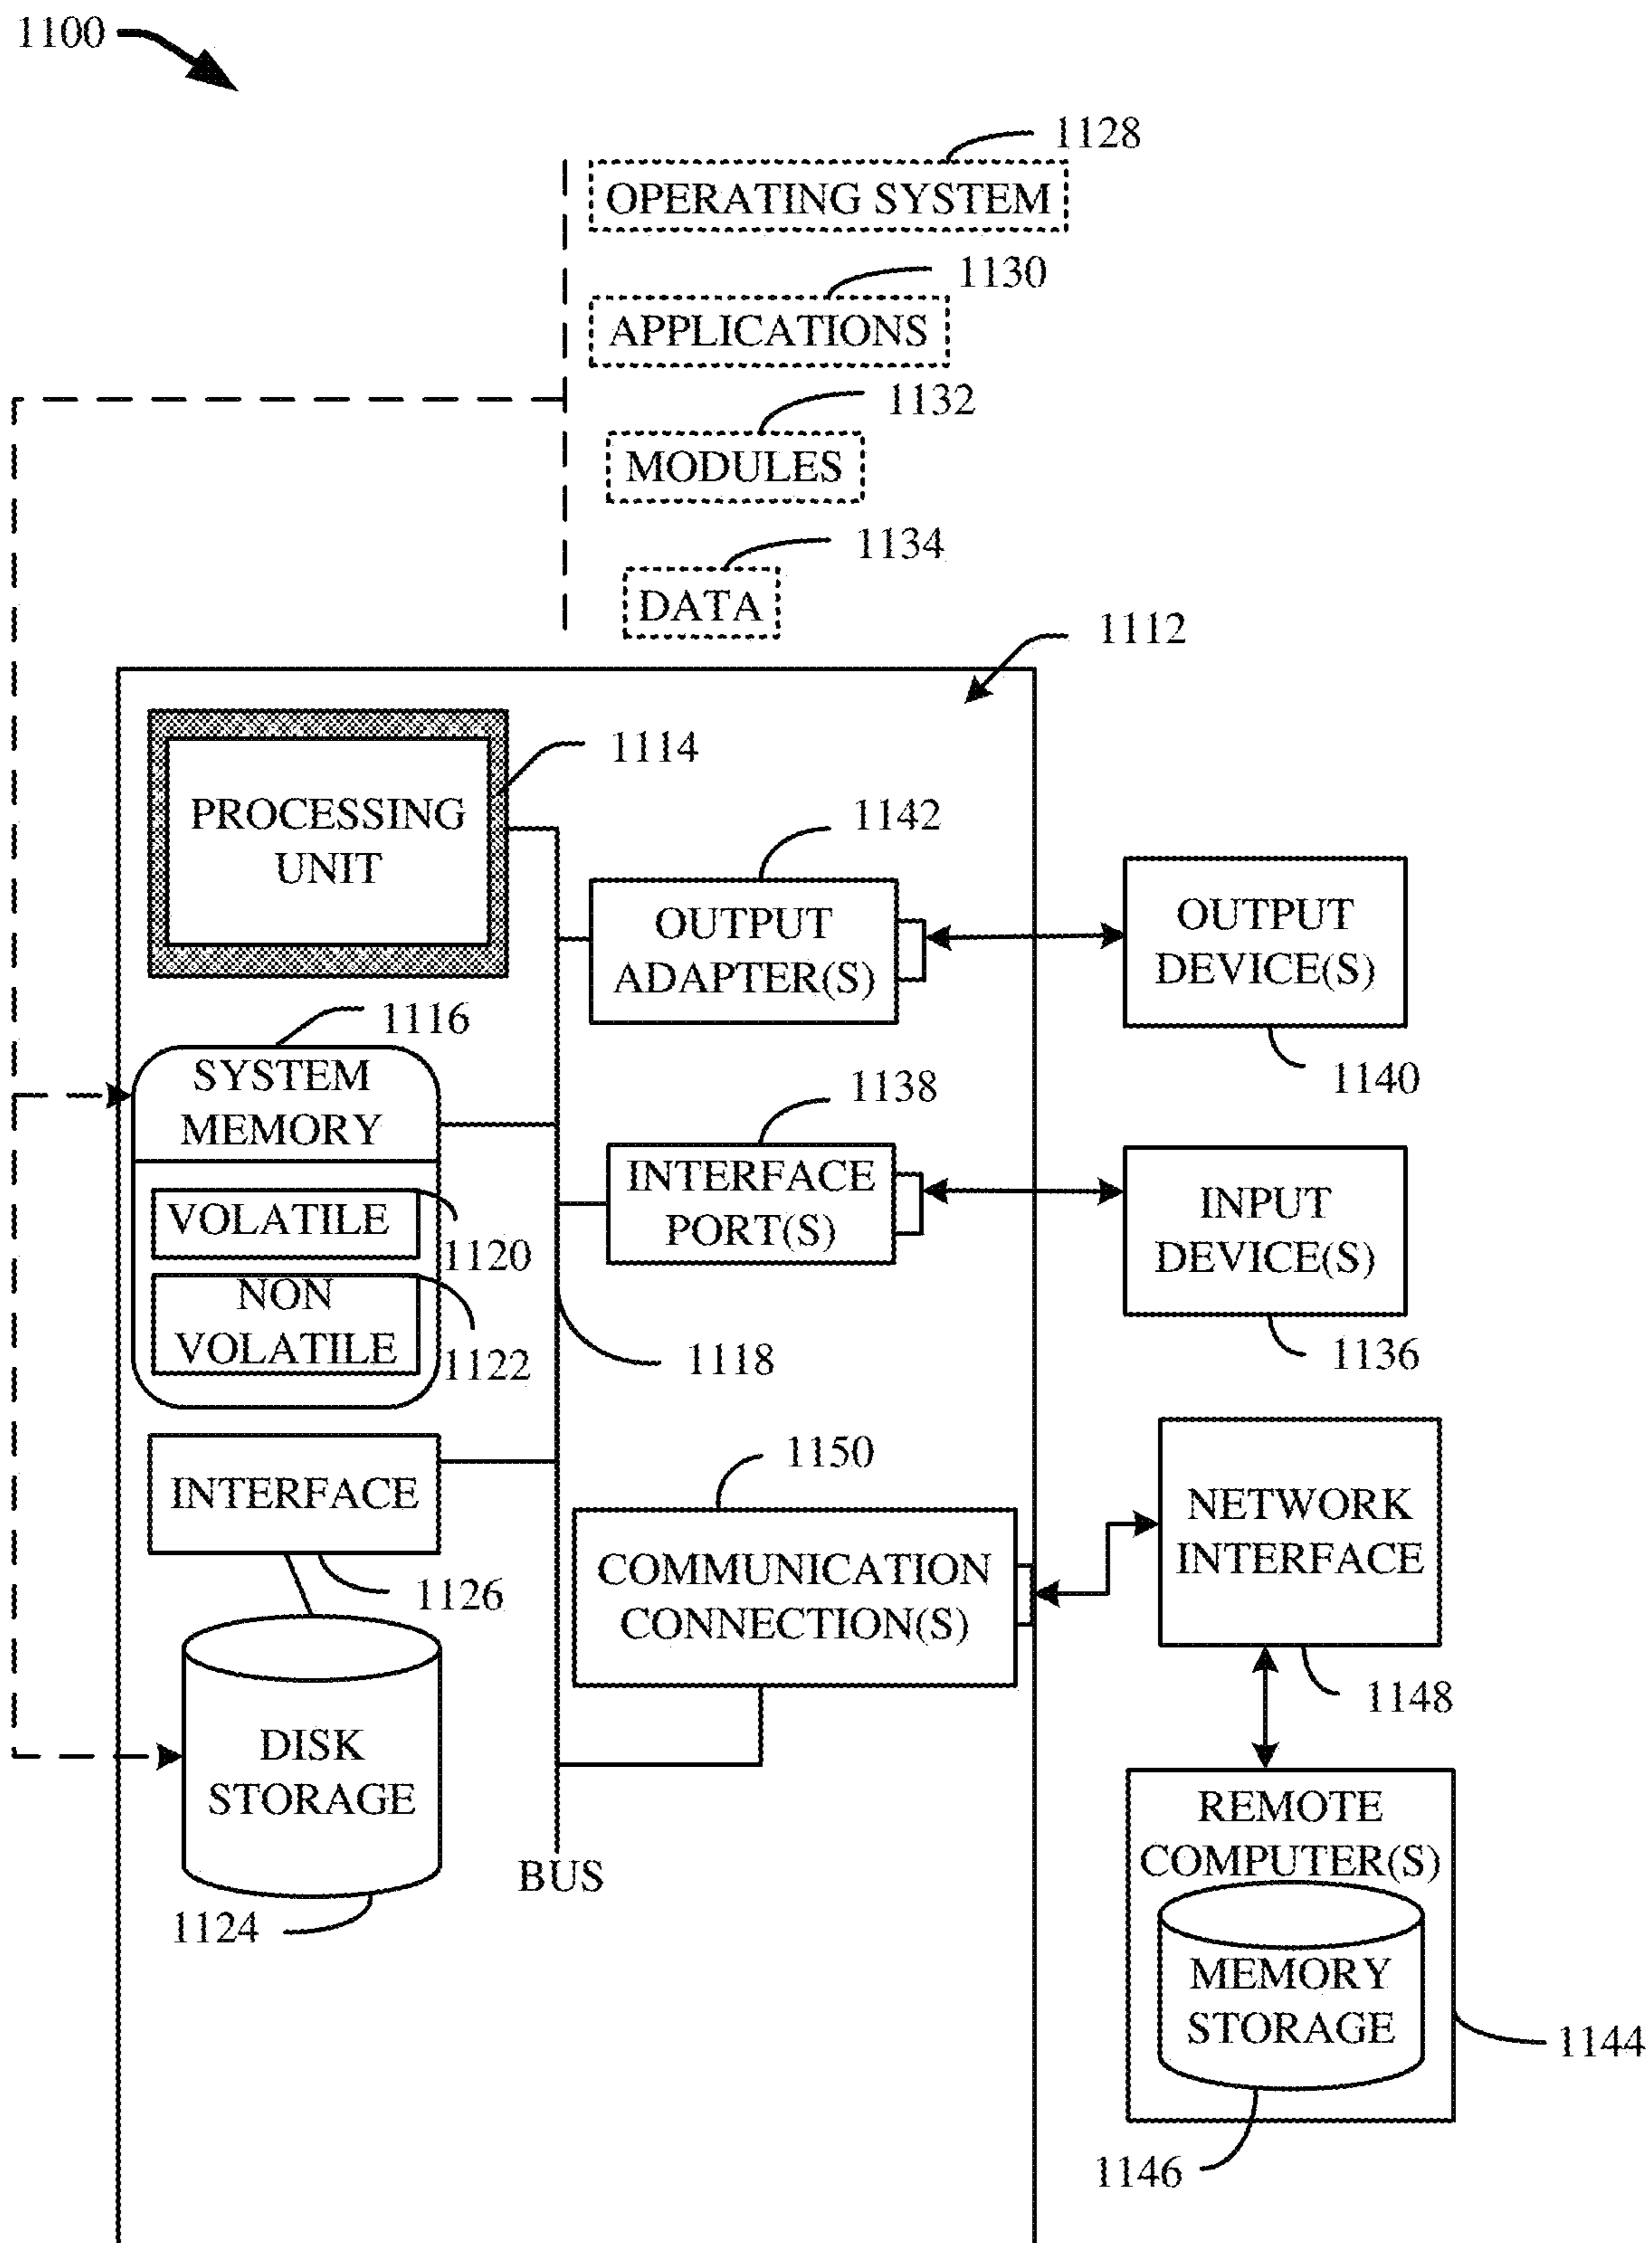 1100
1128
OPERATING SYSTEM
1130
APPLICATIONS
1132
MODULES
1134
DATA
1112
PROCESSING
UNIT
1114
1142
OUTPUT
ADAPTER(S)
OUTPUT
DEVICE(S)
1140
1116
SYSTEM
MEMORY
VOLATILE
1120
NON
VOLATILE
1122
1138
INTERFACE
PORT(S)
INPUT
DEVICE(S)
1136
1118
INTERFACE
1126
1150
COMMUNICATION
CONNECTION(S)
NETWORK
INTERFACE
1148
DISK
STORAGE
1124
BUS
REMOTE
COMPUTER(S)
MEMORY
STORAGE
1144
1146